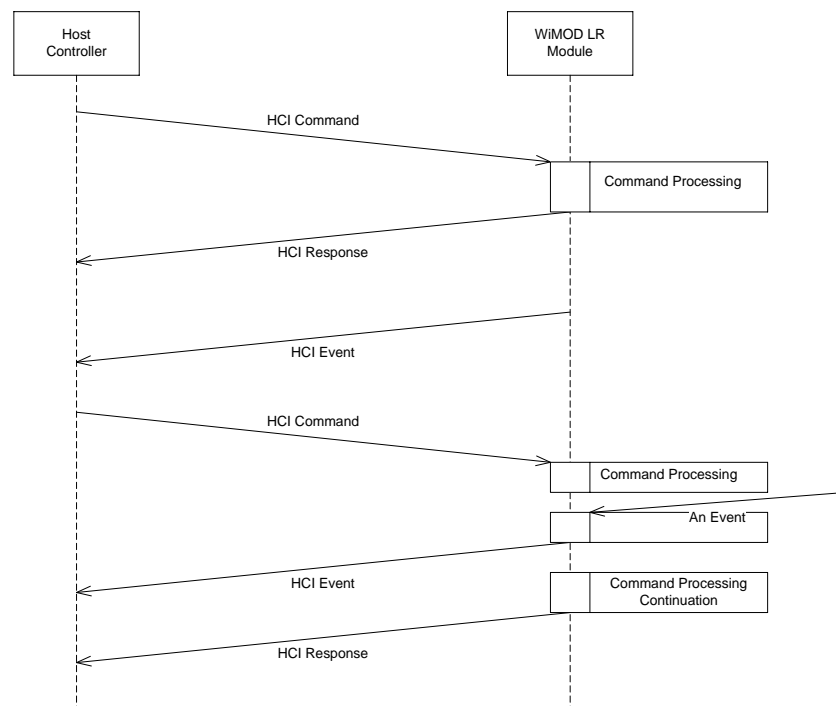 Host
Controller
WiMOD LR
Module
HCI Command
Command Processing
HCI Response
HCI Event
HCI Command
Command Processing
An Event
HCI Event
Command Processing
Continuation
HCI Response